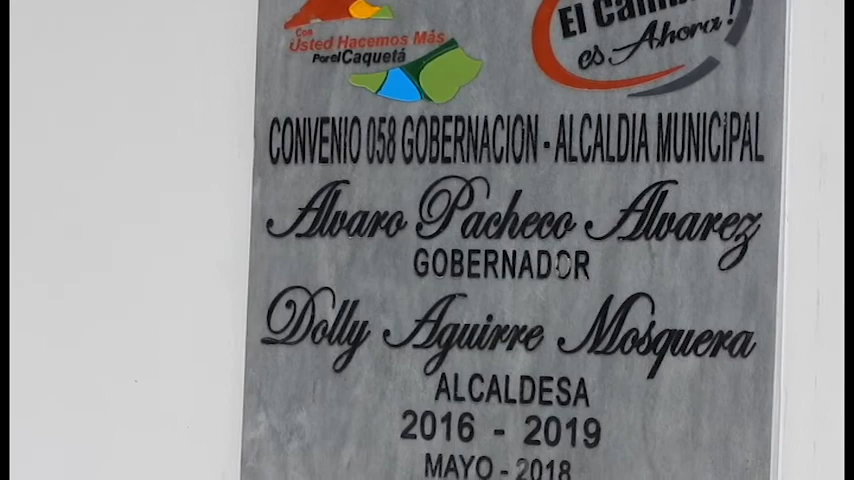 Con
Usted Hacemos Más
Por el Caquetá
El
es Ahora!
CONVENIO 058 GOBERNACION - ALCALDIA MUNICIPAL
Alvaro Pacheco Alvarez
GOBERNADOR
Dolly Aguirre Mosquera
ALCALDESA
2016 - 2019
MAYO - 2018